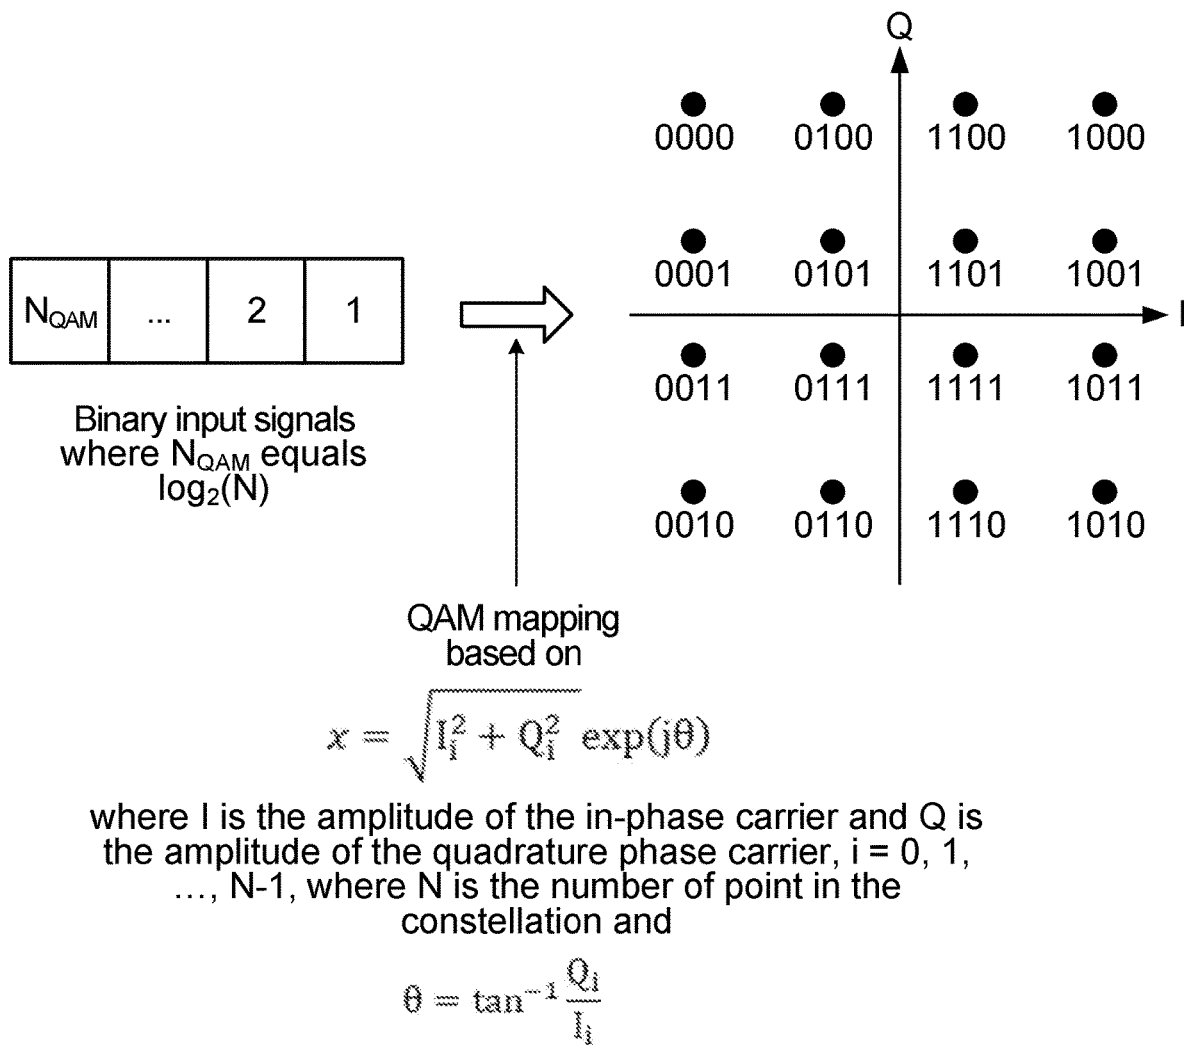 Q
0000 0100 1100 1000
0001 0101 1101 1001
I
0011 0111 1111 1011
0010 0110 1110 1010
N_QAM ... 2 1
Binary input signals
where N_QAM equals
log₂(N)
QAM mapping
based on
x = √(I_i² + Q_i²) exp(jθ)
where I is the amplitude of the in-phase carrier and Q is
the amplitude of the quadrature phase carrier, i = 0, 1,
…, N-1, where N is the number of point in the
constellation and
θ = tan⁻¹ Q_i/I_i